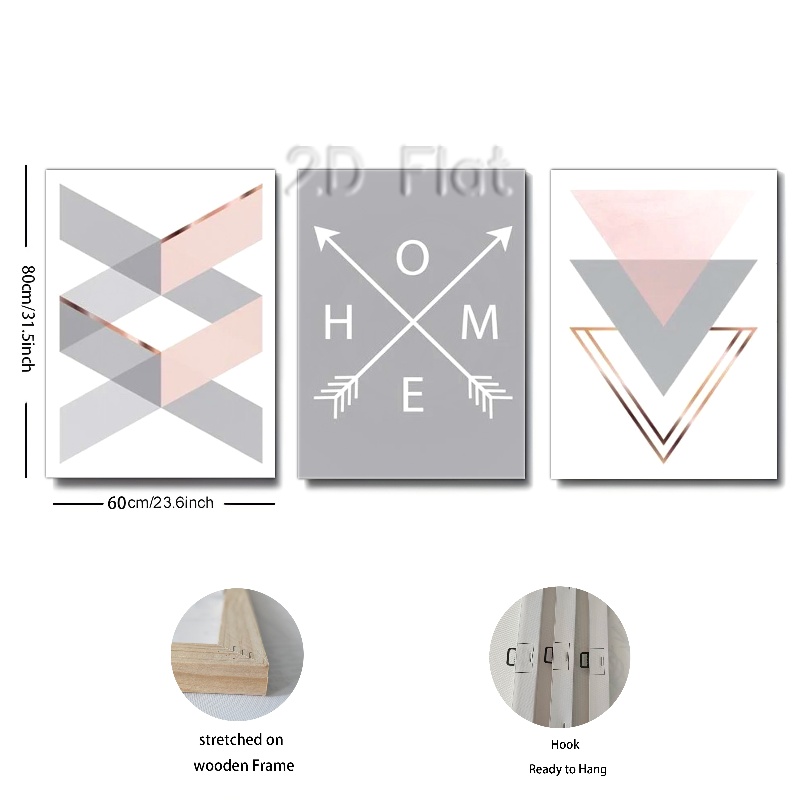 2D Flat
80cm/31.5inch
O
H M
E
60cm/23.6inch
stretched on
wooden Frame
Hook
Ready to Hang